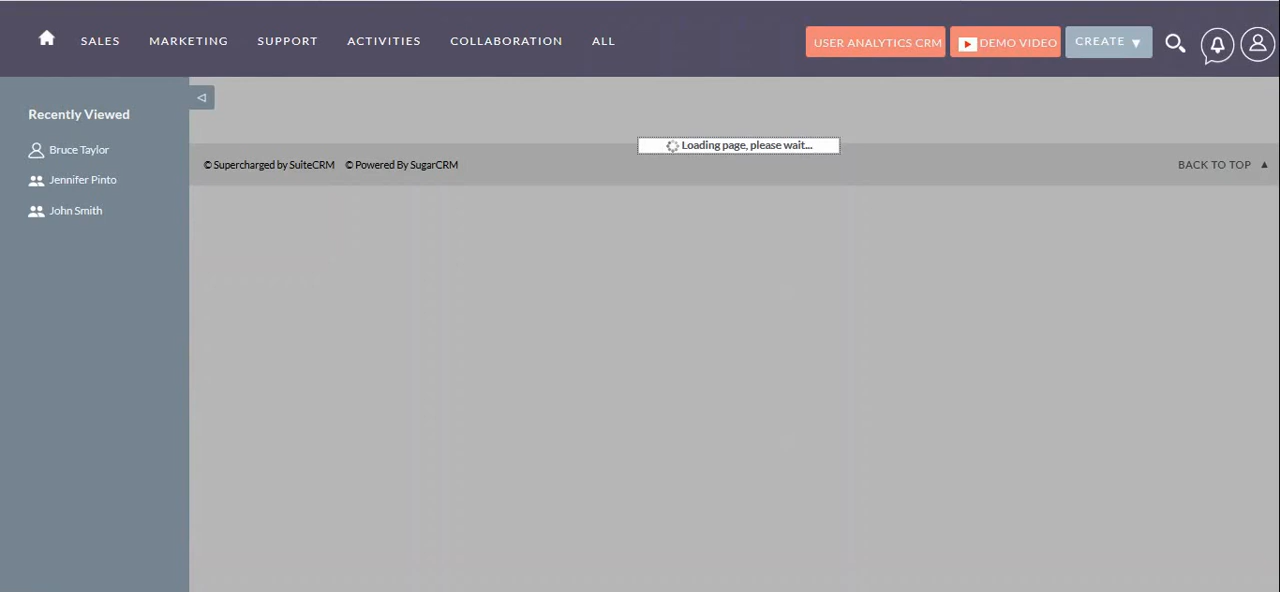 SALES MARKETING SUPPORT ACTIVITIES COLLABORATION ALL USER ANALYTICS CRM DEMO VIDEO CREATE
Recently Viewed
Bruce Taylor
Jennifer Pinto
John Smith
Loading page, please wait...
© Supercharged by SuiteCRM © Powered By SugarCRM BACK TO TOP